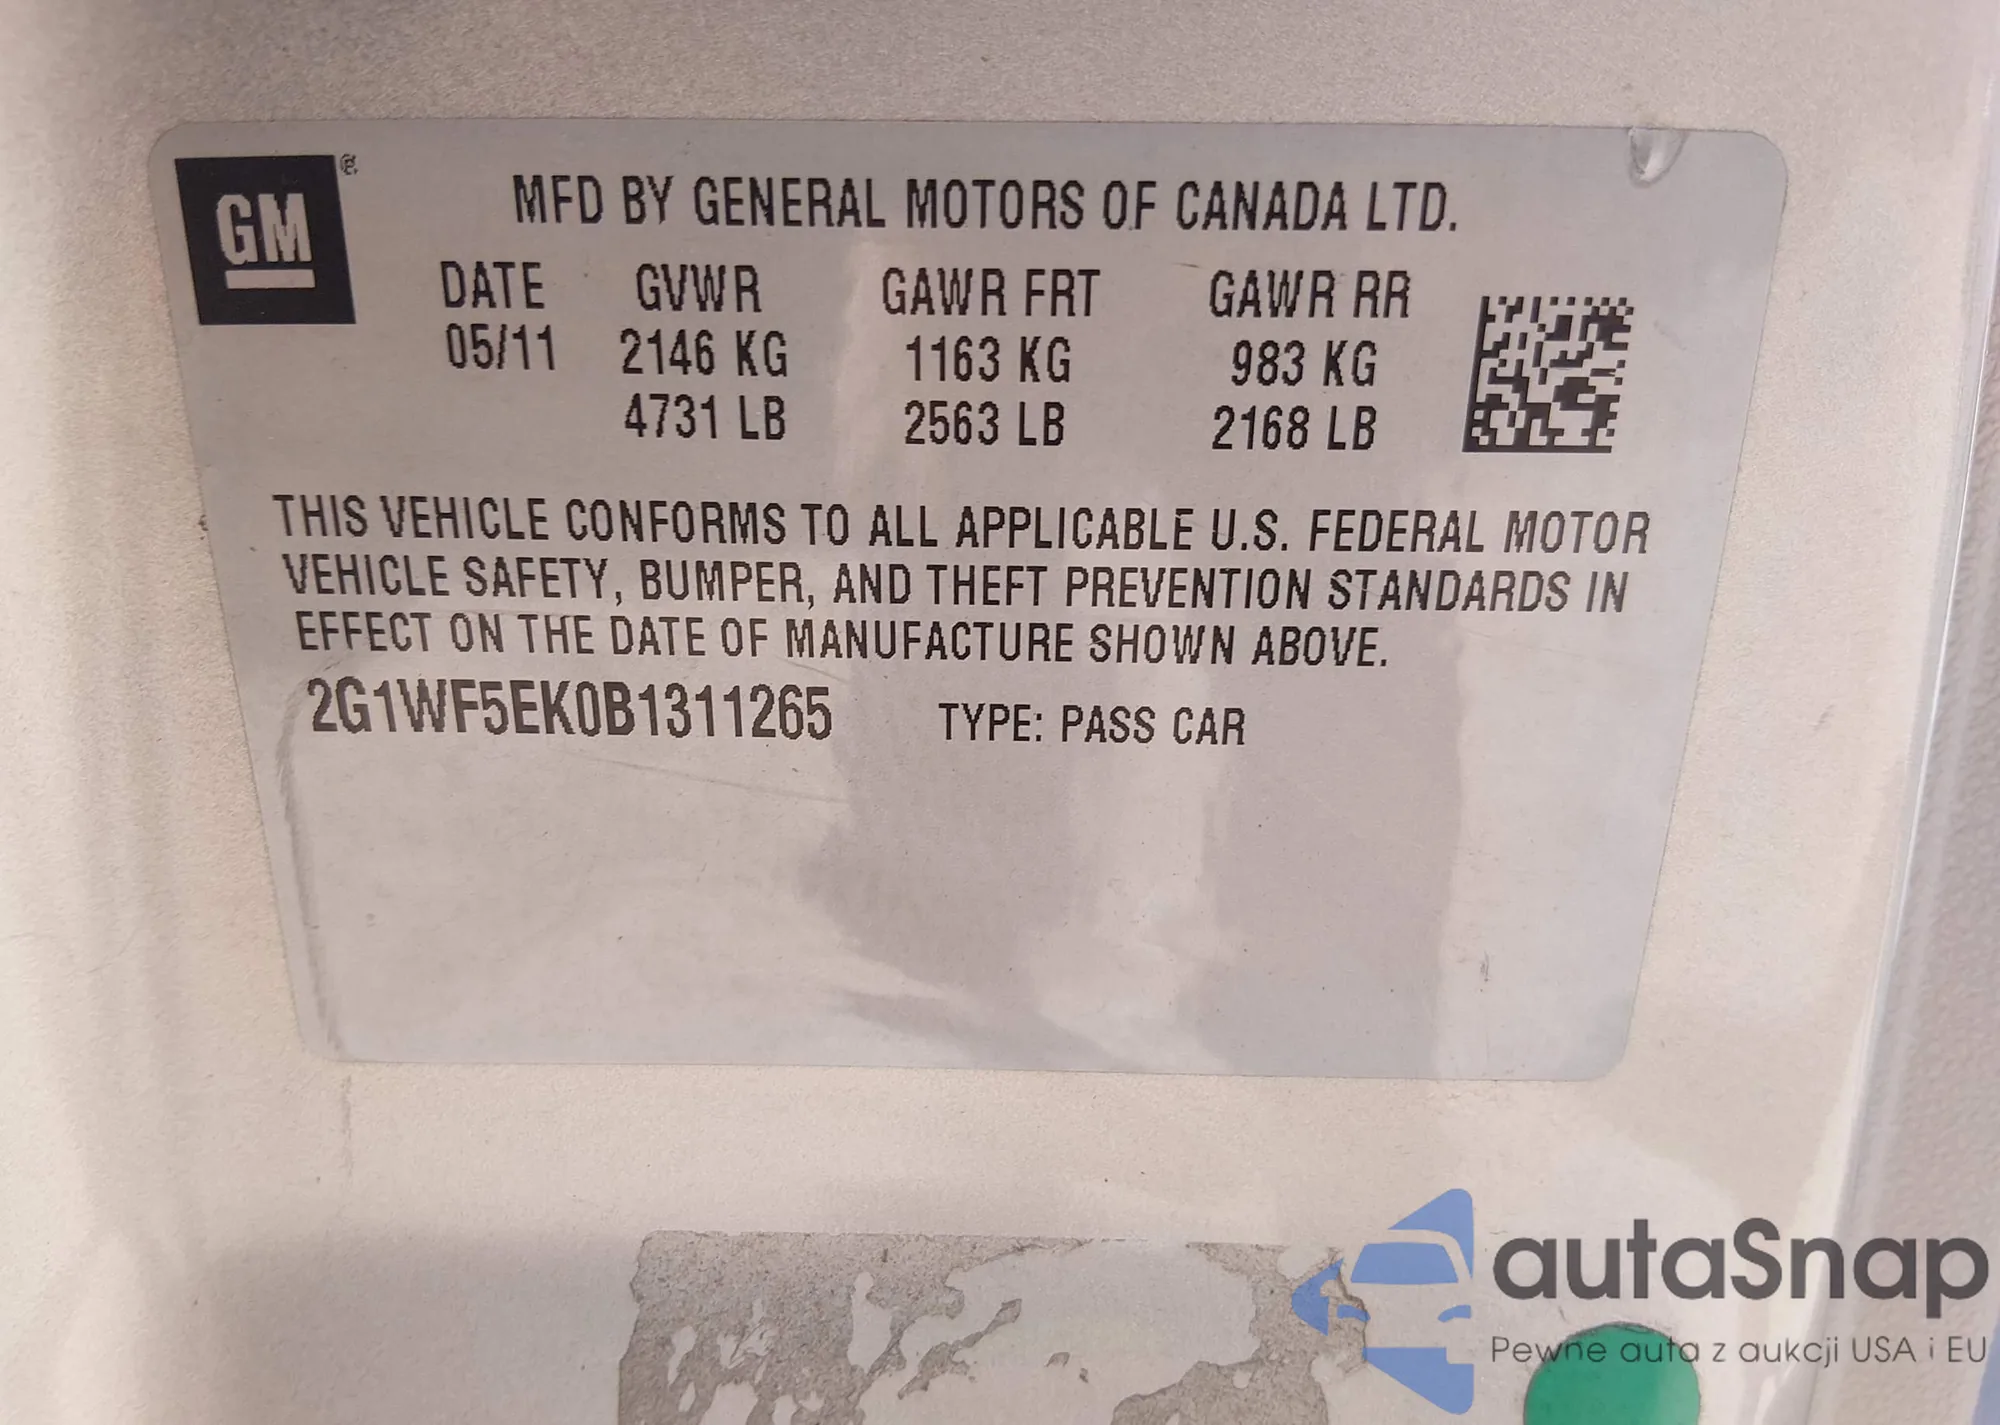 GM
MFD BY GENERAL MOTORS OF CANADA LTD.
DATE GVWR GAWR FRT GAWR RR
05/11 2146 KG 1163 KG 983 KG
4731 LB 2563 LB 2168 LB
THIS VEHICLE CONFORMS TO ALL APPLICABLE U.S. FEDERAL MOTOR
VEHICLE SAFETY, BUMPER, AND THEFT PREVENTION STANDARDS IN
EFFECT ON THE DATE OF MANUFACTURE SHOWN ABOVE.
2G1WF5EK0B1311265 TYPE: PASS CAR
autaSnap
Pewne auta z aukcji USA i EU